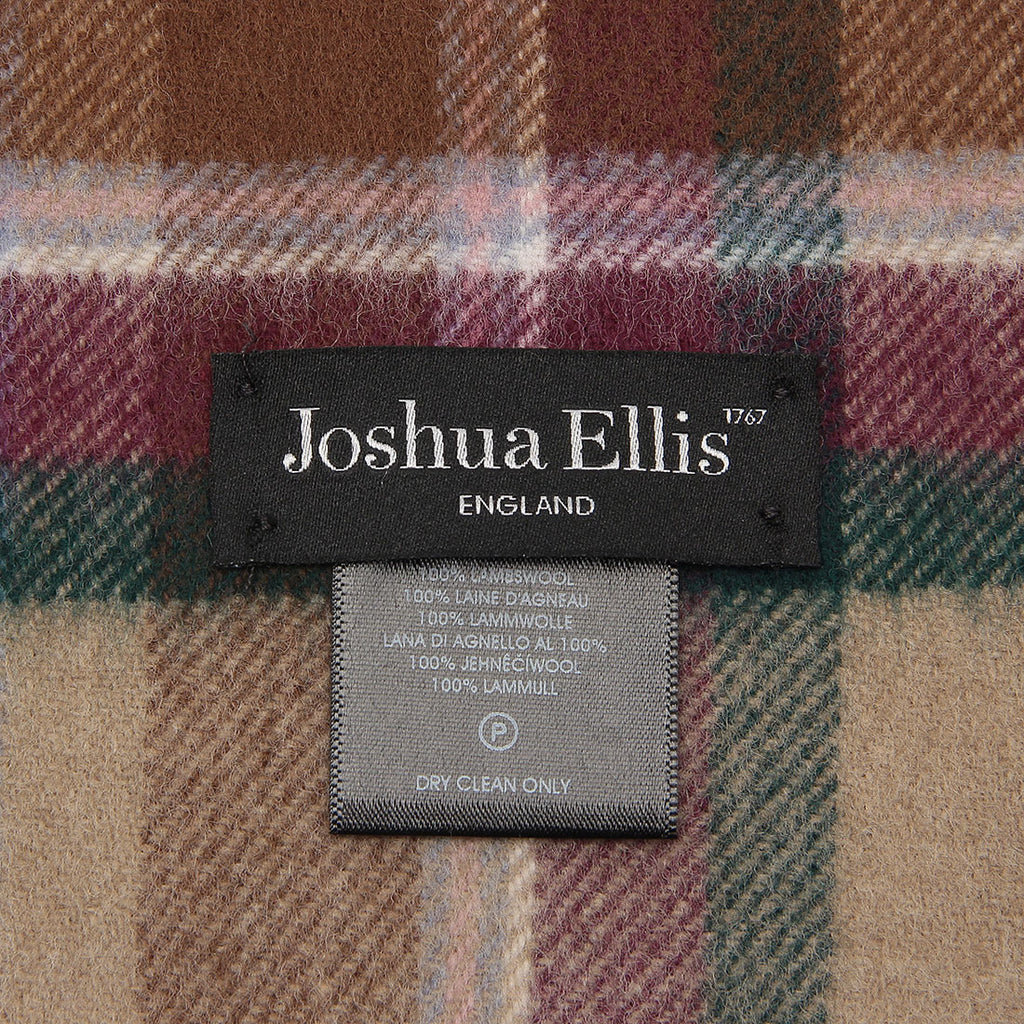 Joshua Ellis 1767
ENGLAND
100% LAMBSWOOL
100% LAINE D'AGNEAU
100% LAMMWOLLE
LANA DI AGNELLO AL 100%
100% JEHNĚČÍWOOL
100% LAMMULL
P
DRY CLEAN ONLY